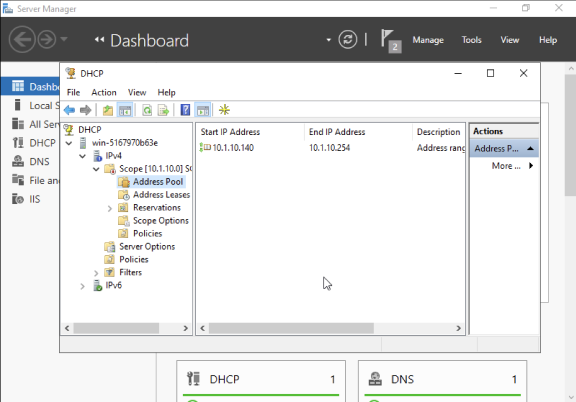 Server Manager
Dashboard
2
Manage
Tools
View
Help
Dashb
Local S
All Serv
DHCP
DNS
File and
IIS
DHCP
File
Action
View
Help
DHCP
win-5167970b63e
IPv4
Scope [10.1.10.0] SC
Address Pool
Address Leases
Reservations
Scope Options
Policies
Server Options
Policies
Filters
IPv6
Start IP Address
End IP Address
Description
10.1.10.140
10.1.10.254
Address rang
Actions
Address P...
More ...
DHCP
1
DNS
1